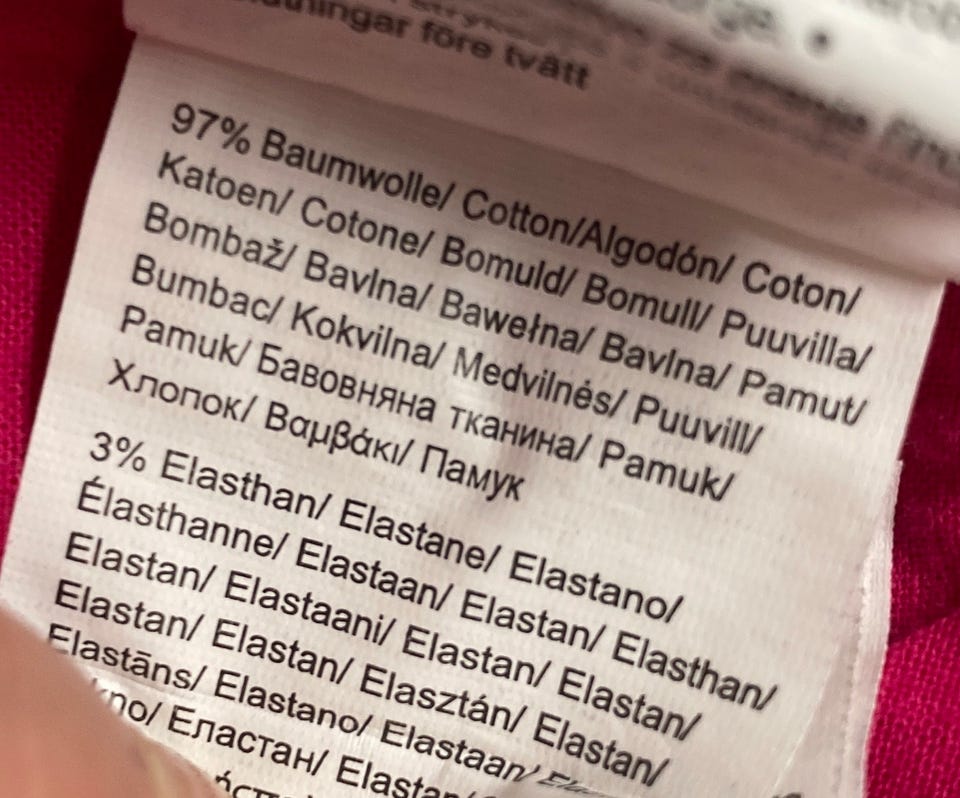 före tvätt
97% Baumwolle/ Cotton/Algodón/ Coton/
Katoen/ Cotone/ Bomuld/ Bomull/ Puuvilla/
Bombaž/ Bavlna/ Bawełna/ Bavlna/ Pamut/
Bumbac/ Kokvilna/ Medvilnės/ Puuvill/
Pamuk/ Бавовняна тканина/ Pamuk/
Хлопок/ Βαμβάκι/ Памук
3% Elasthan/ Elastane/ Elastano/
Élasthanne/ Elastaan/ Elastan/ Elasthan/
Elastan/ Elastaani/ Elastan/ Elastan/
Elastan/ Elastan/ Elasztán/ Elastan/
Elastāns/ Elastano/ Elastaan/
Еластан/